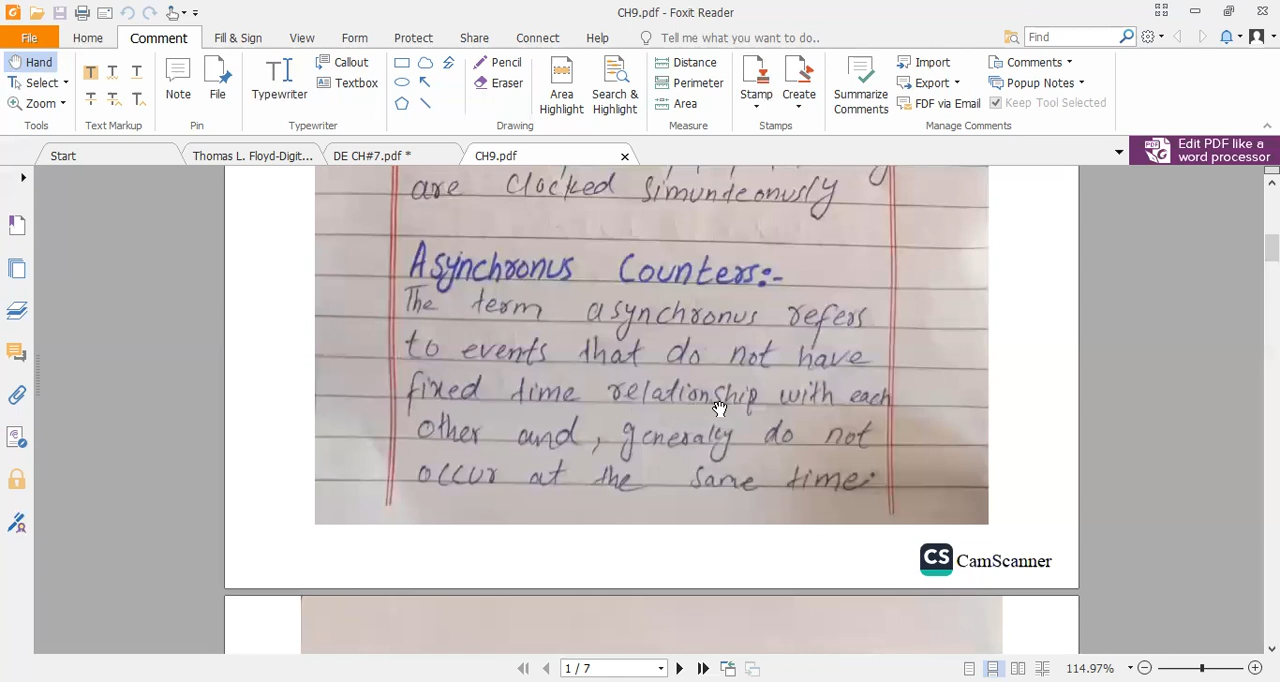 CH9.pdf - Foxit Reader
File Home Comment Fill & Sign View Form Protect Share Connect Help Tell me what you want to do.. Find
Hand
Select
Zoom
Tools
Text Markup
Note
File
Pin
Typewriter
Callout
Textbox
Typewriter
Pencil
Eraser
Area Highlight
Search & Highlight
Drawing
Distance
Perimeter
Area
Measure
Stamp
Create
Stamps
Summarize Comments
Import
Export
FDF via Email
Comments
Popup Notes
Keep Tool Selected
Manage Comments
Start Thomas L. Floyd-Digit... DE CH#7.pdf * CH9.pdf
Edit PDF like a
word processor
are Clocked Simunteonusly
Asynchronus Counters:-
The term asynchronus refers
to events that do not have
fixed time relationship with each
other and, generally do not
occur at the same time.
CS CamScanner
1 / 7
114.97%